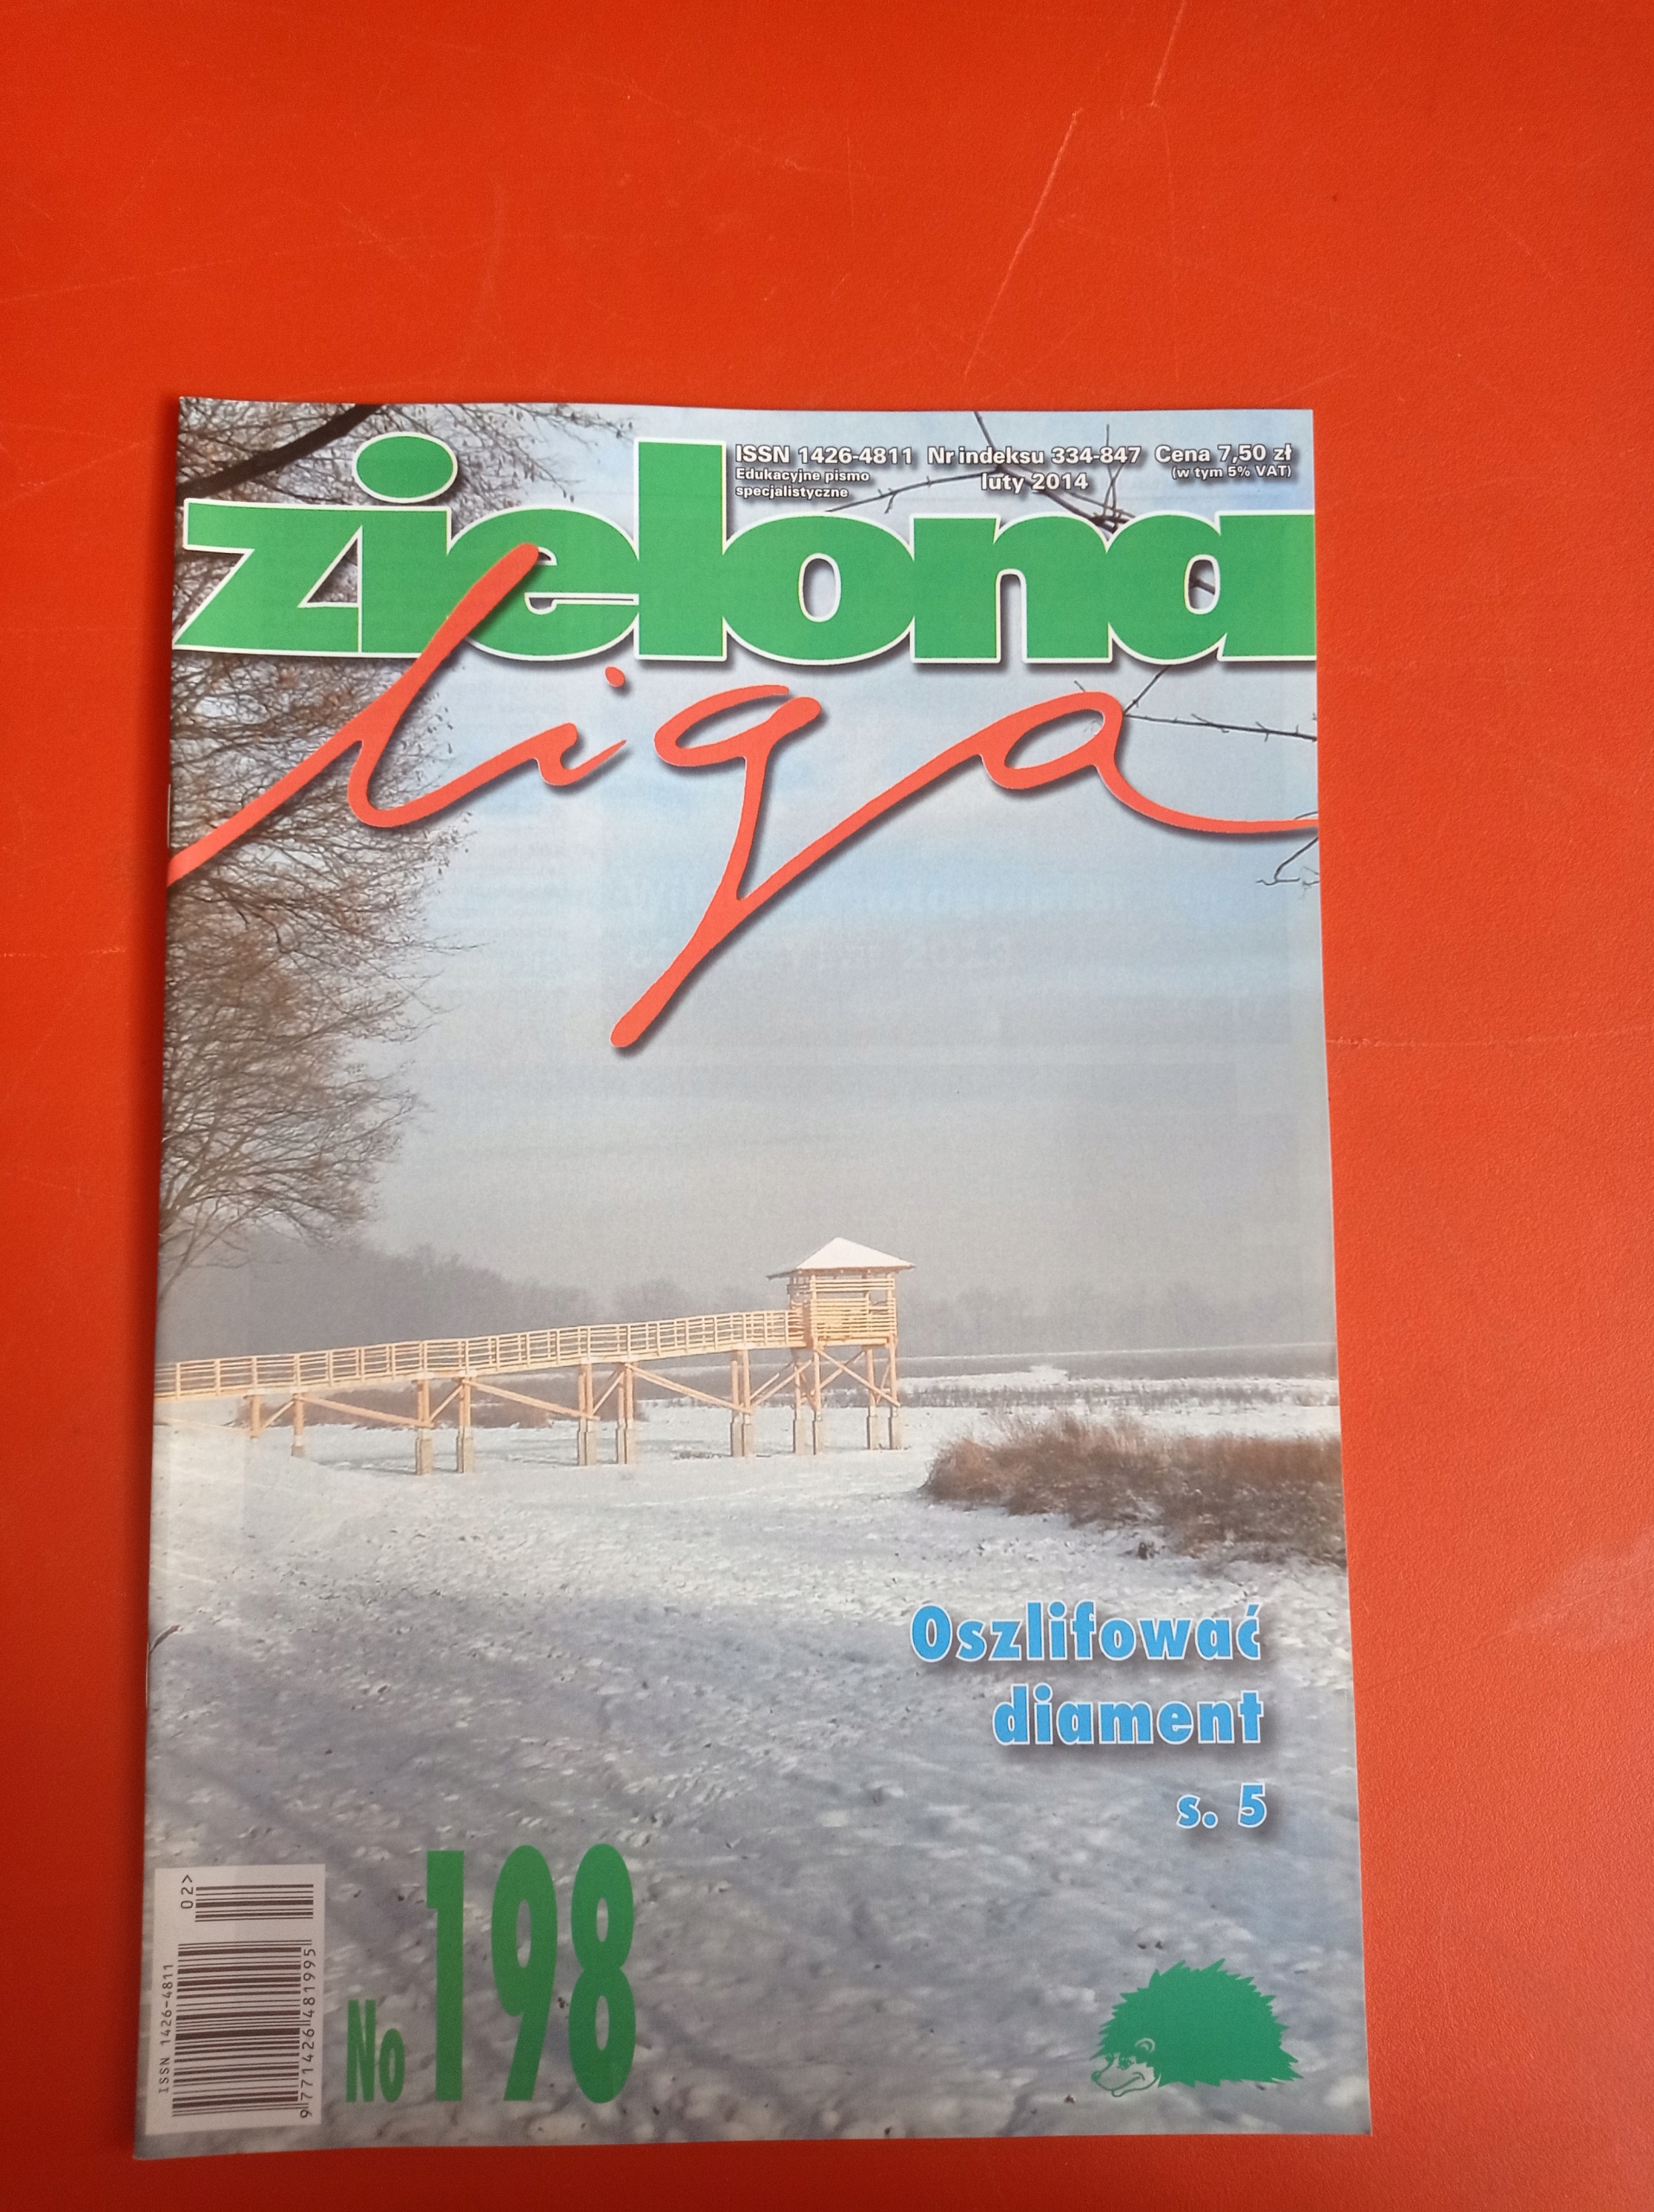 ISSN 1426-4811 Nr indeksu 334-847 Cena 7,50 zł
Edukacyjne pismo
specjalistyczne
luty 2014
(w tym 5% VAT)
zielona
liga
Oszlifować
diament
s. 5
No 198
02>
ISSN 1426-4811
9 771426 481995